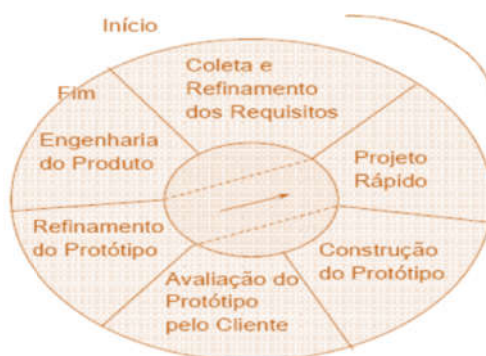 Início
Coleta e
Refinamento
dos Requisitos
Projeto
Rápido
Construção
do Protótipo
Avaliação do
Protótipo
pelo Cliente
Refinamento
do Protótipo
Engenharia
do Produto
Fim